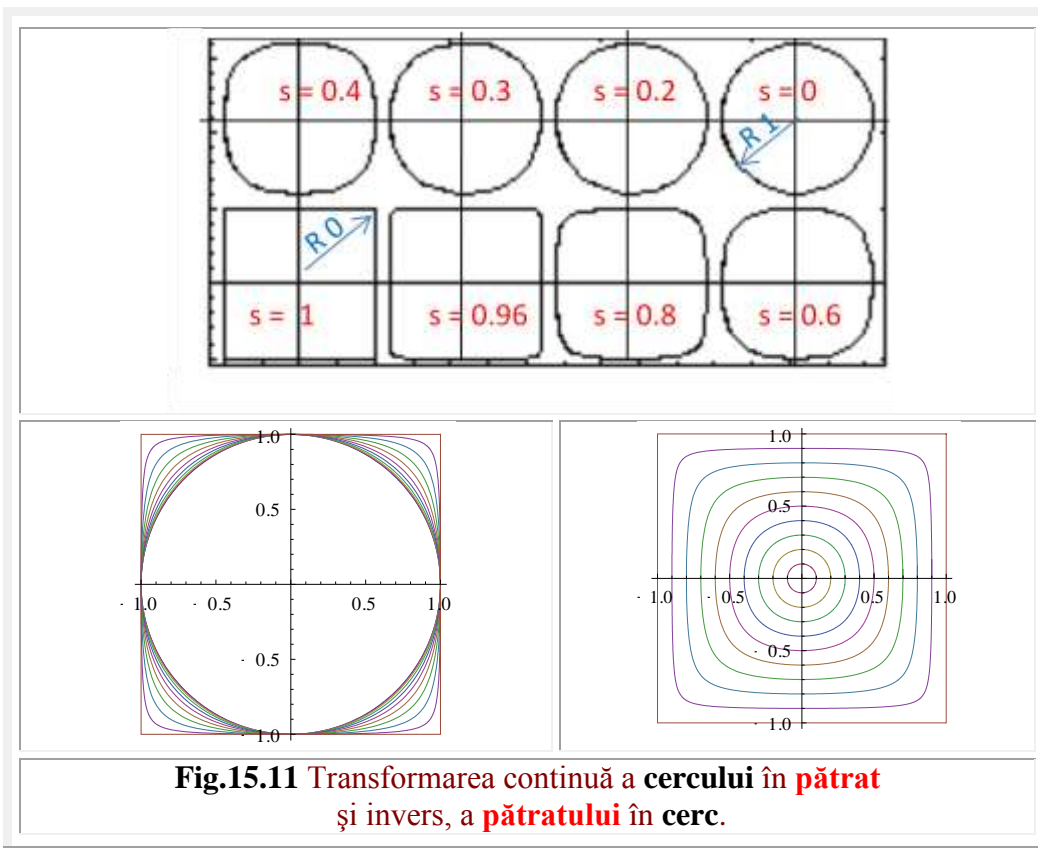 s = 0.4 s = 0.3 s = 0.2 s = 0
R 1
R 0
s = 1 s = 0.96 s = 0.8 s = 0.6
1.0
0.5
- 1.0 - 0.5 0.5 1.0
- 0.5
- 1.0
1.0
0.5
- 1.0 - 0.5 0.5 1.0
- 0.5
- 1.0
Fig.15.11 Transformarea continuă a cercului în pătrat
şi invers, a pătratului în cerc.